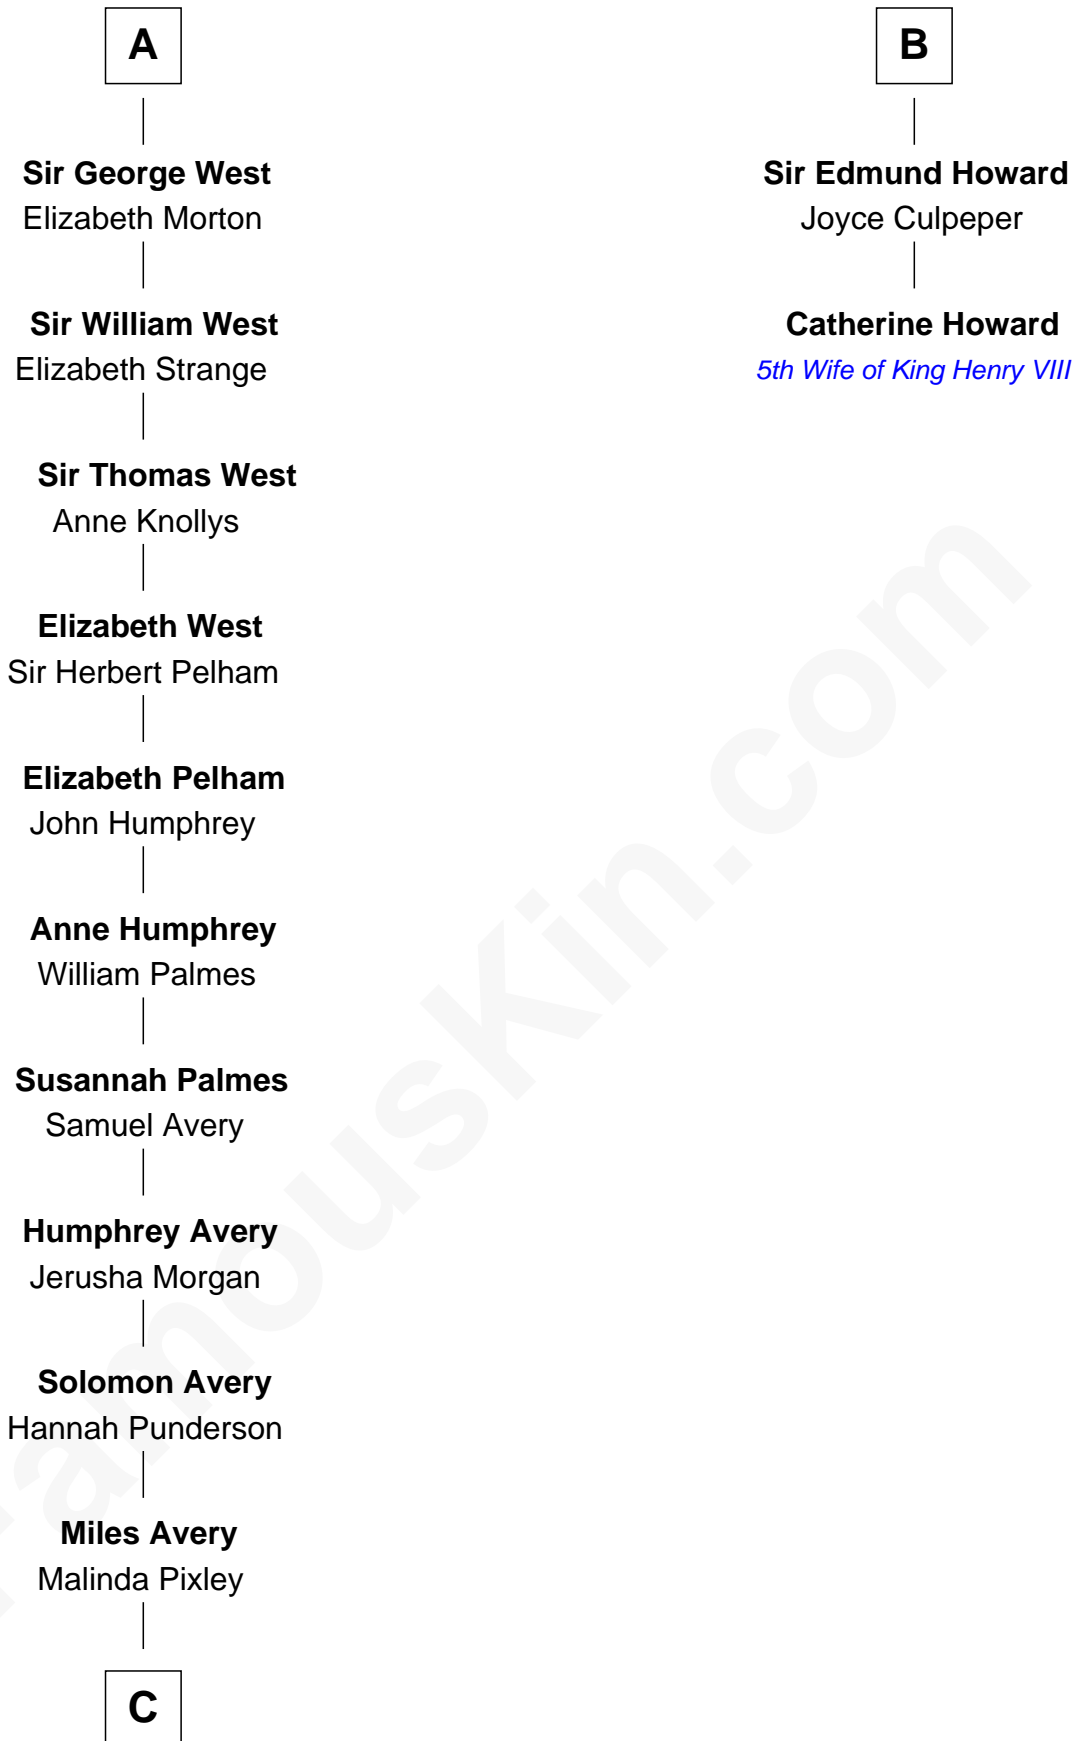 A
Sir George West
Elizabeth Morton
Sir William West
Elizabeth Strange
Sir Thomas West
Anne Knollys
Elizabeth West
Sir Herbert Pelham
Elizabeth Pelham
John Humphrey
Anne Humphrey
William Palmes
Susannah Palmes
Samuel Avery
Humphrey Avery
Jerusha Morgan
Solomon Avery
Hannah Punderson
Miles Avery
Malinda Pixley
C
B
Sir Edmund Howard
Joyce Culpeper
Catherine Howard
5th Wife of King Henry VIII
FamousKin.com